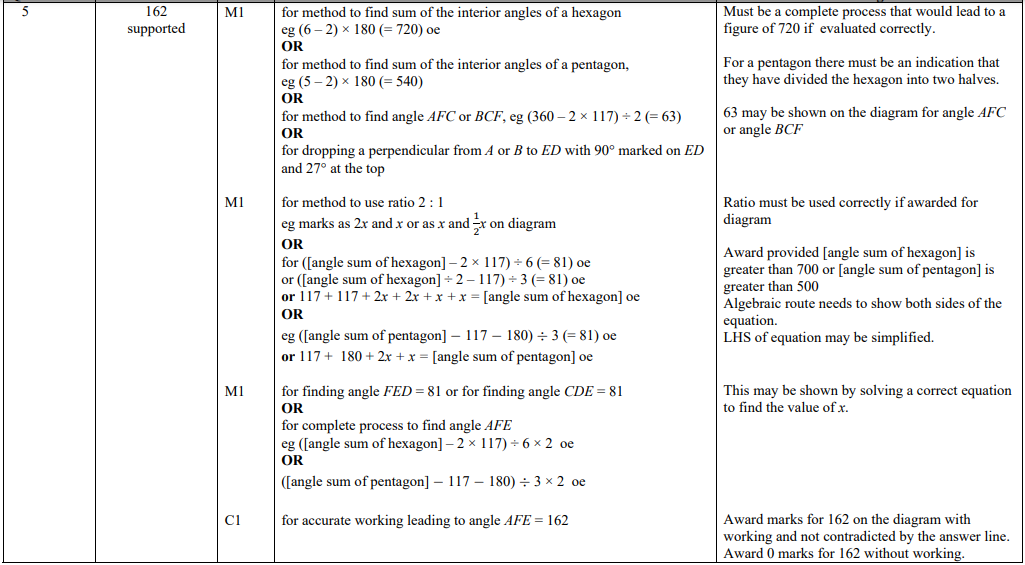 5
162
supported
M1
for method to find sum of the interior angles of a hexagon
eg (6 – 2) × 180 (= 720) oe
OR
for method to find sum of the interior angles of a pentagon,
eg (5 – 2) × 180 (= 540)
OR
for method to find angle AFC or BCF, eg (360 – 2 × 117) ÷ 2 (= 63)
OR
for dropping a perpendicular from A or B to ED with 90° marked on ED
and 27° at the top
Must be a complete process that would lead to a
figure of 720 if evaluated correctly.
For a pentagon there must be an indication that
they have divided the hexagon into two halves.
63 may be shown on the diagram for angle AFC
or angle BCF
M1
for method to use ratio 2 : 1
eg marks as 2x and x or as x and ½x on diagram
OR
for ([angle sum of hexagon] – 2 × 117) ÷ 6 (= 81) oe
or ([angle sum of hexagon] ÷ 2 – 117) ÷ 3 (= 81) oe
or 117 + 117 + 2x + 2x + x + x = [angle sum of hexagon] oe
OR
eg ([angle sum of pentagon] – 117 – 180) ÷ 3 (= 81) oe
or 117 + 180 + 2x + x = [angle sum of pentagon] oe
Ratio must be used correctly if awarded for
diagram
Award provided [angle sum of hexagon] is
greater than 700 or [angle sum of pentagon] is
greater than 500
Algebraic route needs to show both sides of the
equation.
LHS of equation may be simplified.
M1
for finding angle FED = 81 or for finding angle CDE = 81
OR
for complete process to find angle AFE
eg ([angle sum of hexagon] – 2 × 117) ÷ 6 × 2 oe
OR
([angle sum of pentagon] – 117 – 180) ÷ 3 × 2 oe
This may be shown by solving a correct equation
to find the value of x.
C1
for accurate working leading to angle AFE = 162
Award marks for 162 on the diagram with
working and not contradicted by the answer line.
Award 0 marks for 162 without working.